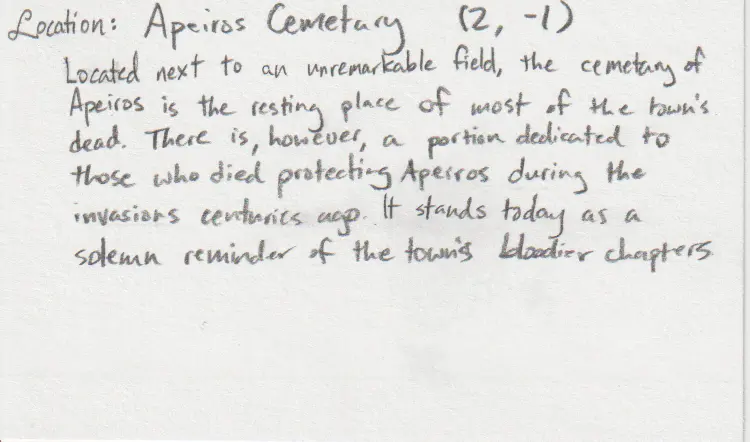 Location: Apeiros Cemetary (2, -1)
Located next to an unremarkable field, the cemetary of
Apeiros is the resting place of most of the town's
dead. There is, however, a portion dedicated to
those who died protecting Apeiros during the
invasions centuries ago. It stands today as a
solemn reminder of the town's bloodier chapters.